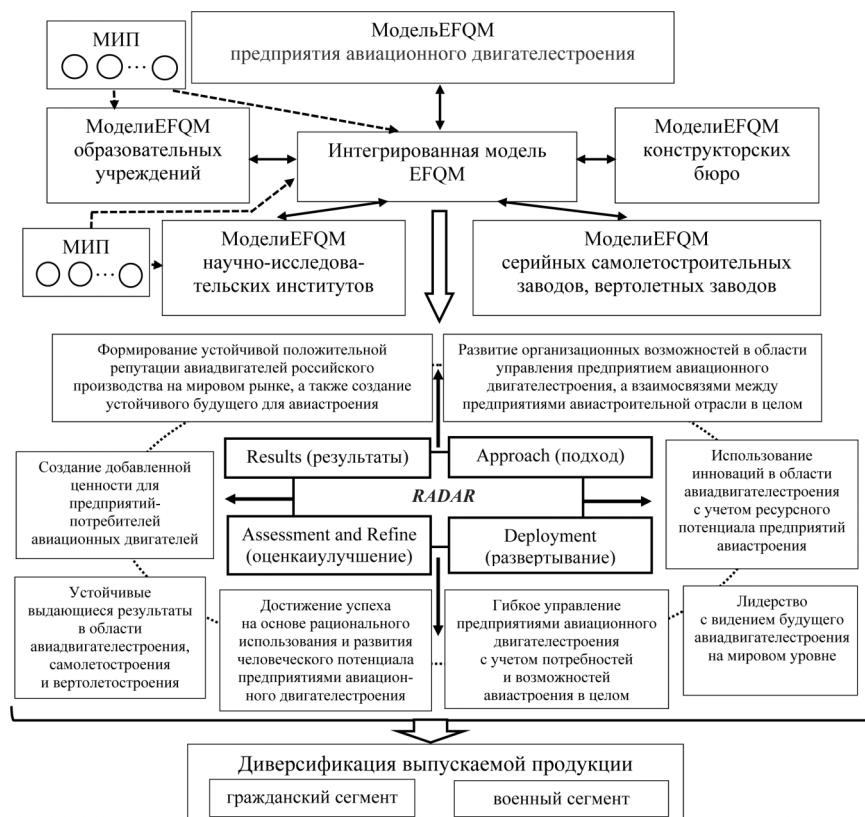 МИП
МодельEFQM
предприятия авиационного двигателестроения
МоделиEFQM
образовательных
учреждений
Интегрированная модель
EFQM
МоделиEFQM
конструкторских
бюро
МИП
МоделиEFQM
научно-исследова-
тельских институтов
МоделиEFQM
серийных самолетостроительных
заводов, вертолетных заводов
Формирование устойчивой положительной
репутации авиадвигателей российского
производства на мировом рынке, а также создание
устойчивого будущего для авиастроения
Развитие организационных возможностей в области
управления предприятием авиационного
двигателестроения, а взаимосвязями между
предприятиями авиастроительной отрасли в целом
Создание добавленной
ценности для
предприятий-
потребителей
авиационных двигателей
Results (результаты)
Approach (подход)
RADAR
Assessment and Refine
(оценкаиулучшение)
Deployment
(развертывание)
Использование
инноваций в области
авиадвигателестроения
с учетом ресурсного
потенциала предприятий
авиастроения
Устойчивые
выдающиеся результаты
в области
авиадвигателестроения,
самолетостроения
и вертолетостроения
Достижение успеха
на основе рационального
использования и развития
человеческого потенциала
предприятиями авиацион-
ного двигателестроения
Гибкое управление
предприятиями авиационного
двигателестроения
с учетом потребностей
и возможностей
авиастроения в целом
Лидерство
с видением будущего
авиадвигателестроения
на мировом уровне
Диверсификация выпускаемой продукции
гражданский сегмент
военный сегмент